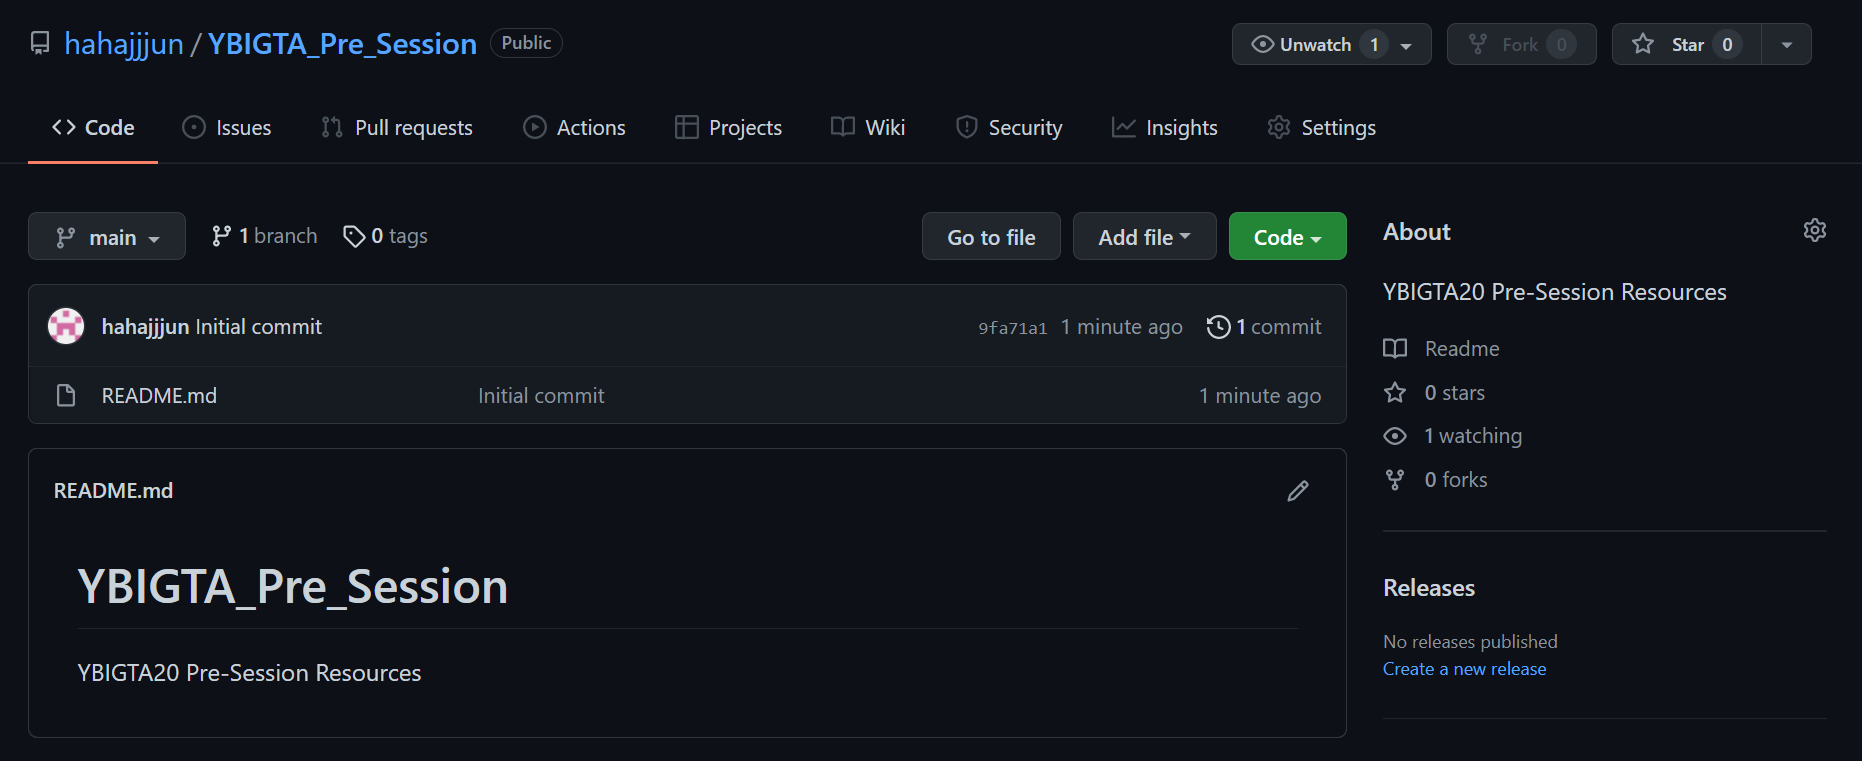 hahajjjun / YBIGTA_Pre_Session Public
Unwatch 1 Fork 0 Star 0
Code Issues Pull requests Actions Projects Wiki Security Insights Settings
main 1 branch 0 tags Go to file Add file Code
hahajjjun Initial commit 9fa71a1 1 minute ago 1 commit
README.md Initial commit 1 minute ago
README.md
YBIGTA_Pre_Session
YBIGTA20 Pre-Session Resources
About
YBIGTA20 Pre-Session Resources
Readme
0 stars
1 watching
0 forks
Releases
No releases published
Create a new release